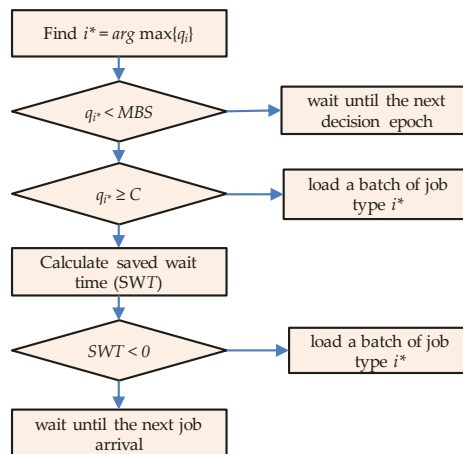 Find i* = arg max{qi}
qi* < MBS
wait until the next
decision epoch
qi* ≥ C
load a batch of job
type i*
Calculate saved wait
time (SWT)
SWT < 0
load a batch of job
type i*
wait until the next job
arrival